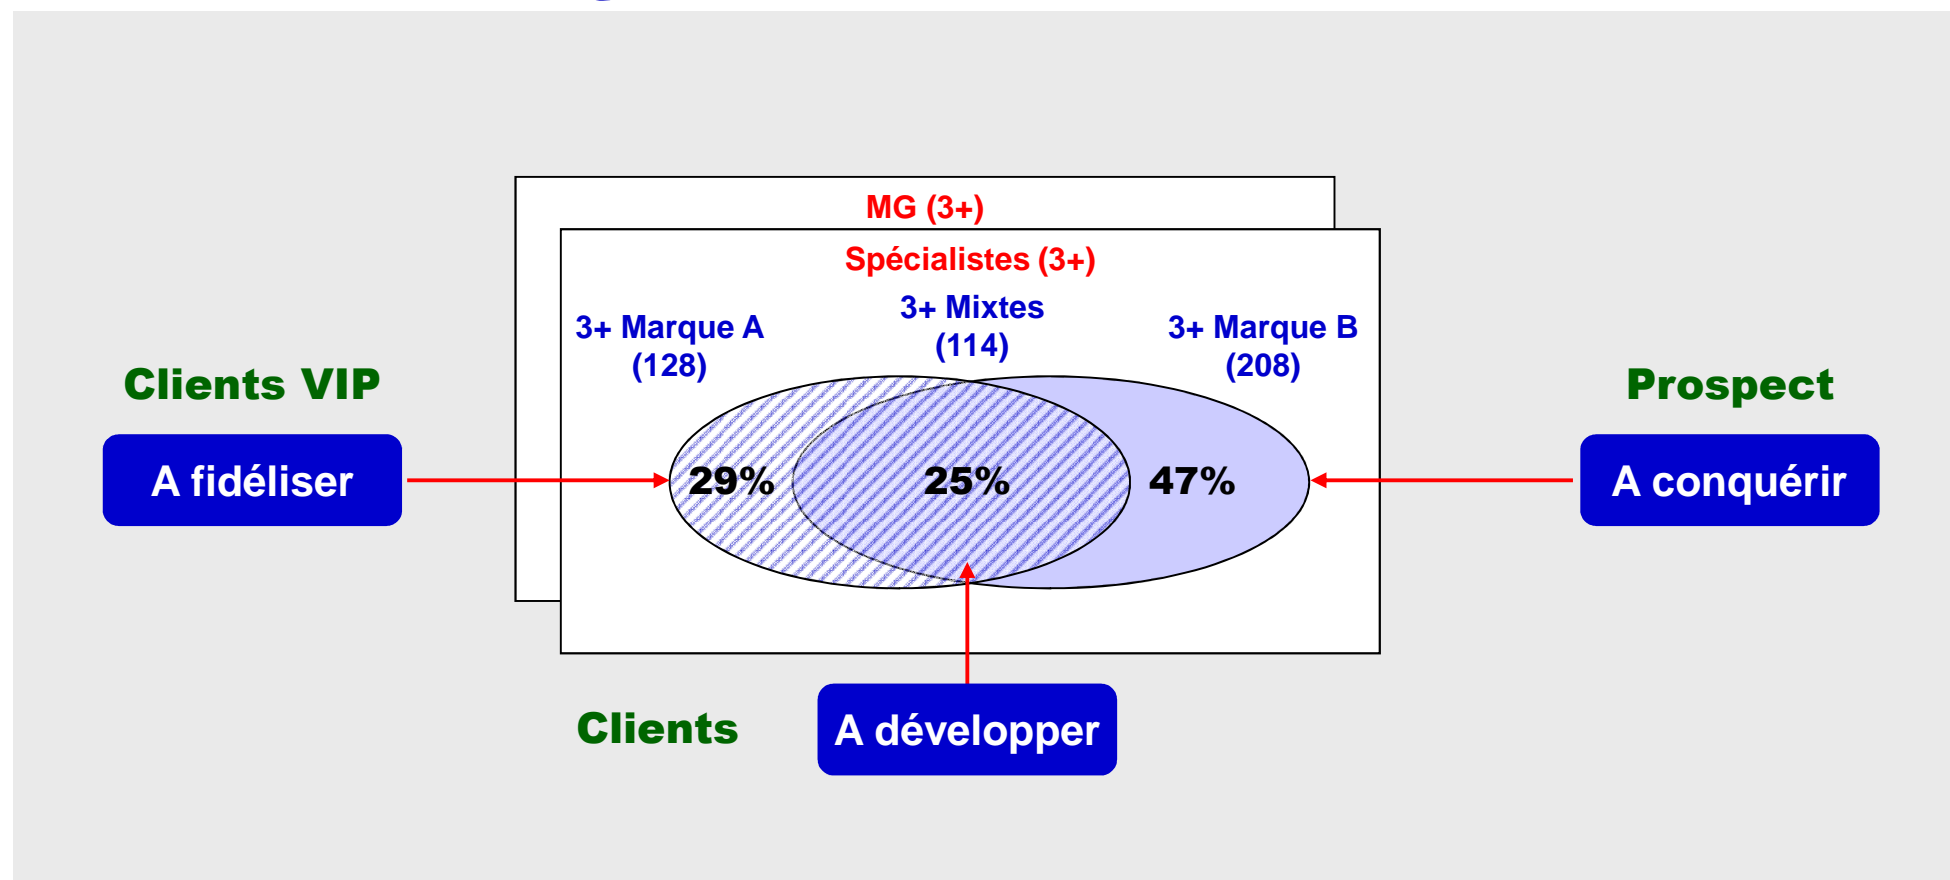 MG (3+)
Spécialistes (3+)
3+ Marque A
(128)
3+ Mixtes
(114)
3+ Marque B
(208)
Clients VIP
A fidéliser
29%
25%
47%
Prospect
A conquérir
Clients
A développer